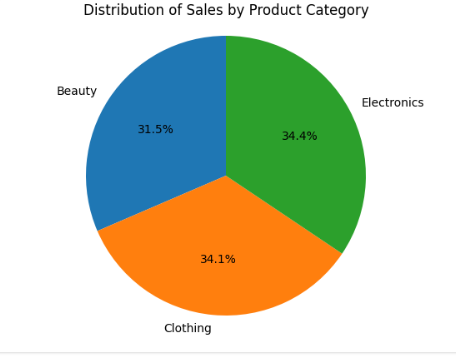 Distribution of Sales by Product Category
Beauty
Electronics
31.5%
34.4%
34.1%
Clothing